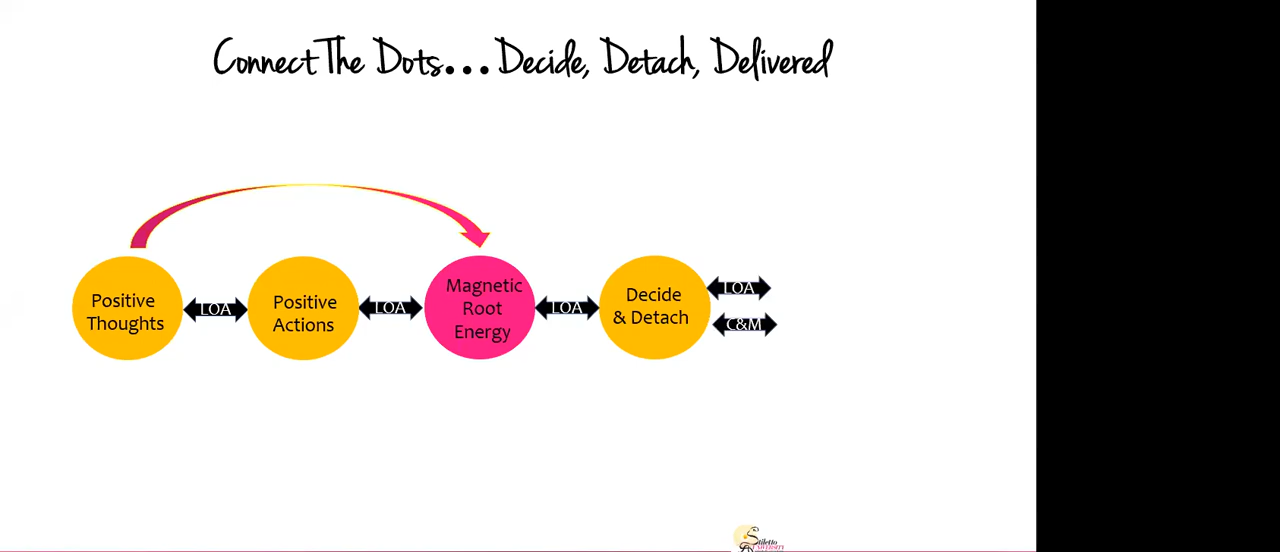 Connect The Dots...Decide, Detach, Delivered
Positive
Thoughts
LOA
Positive
Actions
LOA
Magnetic
Root
Energy
LOA
Decide
& Detach
LOA
C&M
Stiletto